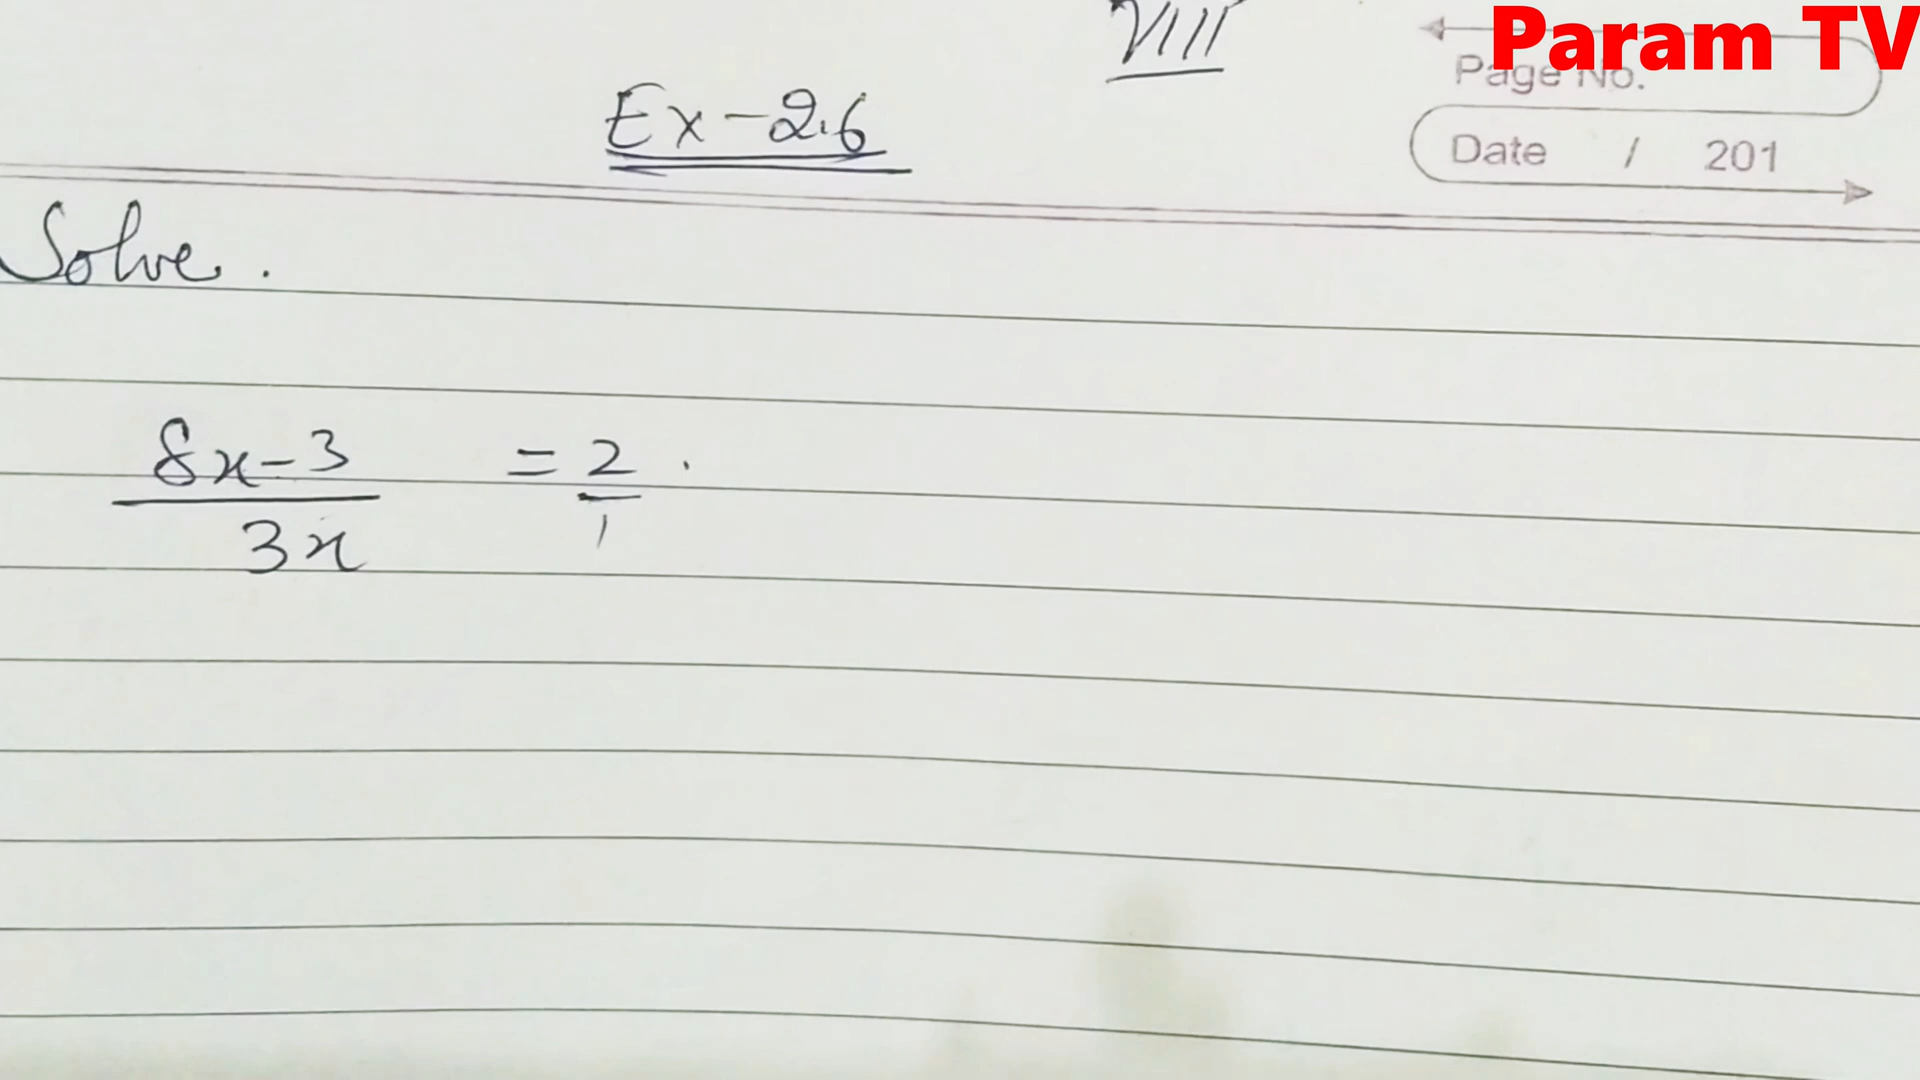 VIII
Param TV
Page No.
Ex-2.6
Date / 201
Solve.
8x-3 = 2.
3x 1